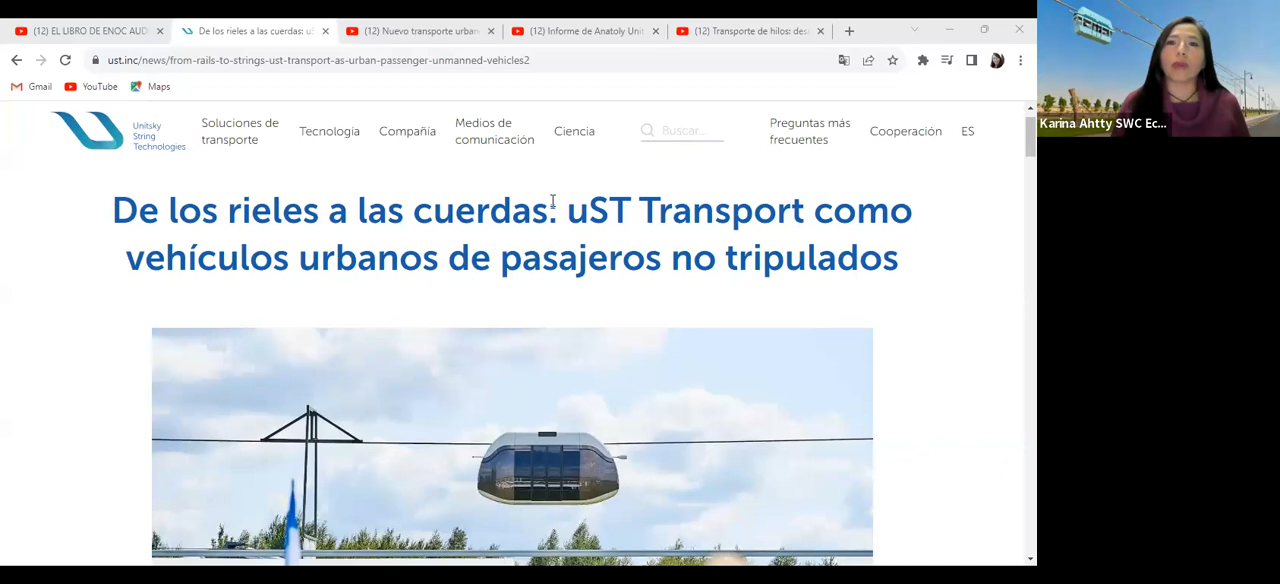 (12) EL LIBRO DE ENOC AUD
De los rieles a las cuerdas: uS
(12) Nuevo transporte urban
(12) Informe de Anatoly Unit
(12) Transporte de hilos: des
ust.inc/news/from-rails-to-strings-ust-transport-as-urban-passenger-unmanned-vehicles2
Gmail
YouTube
Maps
Unitsky
String
Technologies
Soluciones de
transporte
Tecnologia
Compañía
Medios de
comunicación
Ciencia
Buscar...
Preguntas más
frecuentes
Cooperación
ES
De los rieles a las cuerdas: uST Transport como
vehículos urbanos de pasajeros no tripulados
Karina Ahtty SWC Ec...